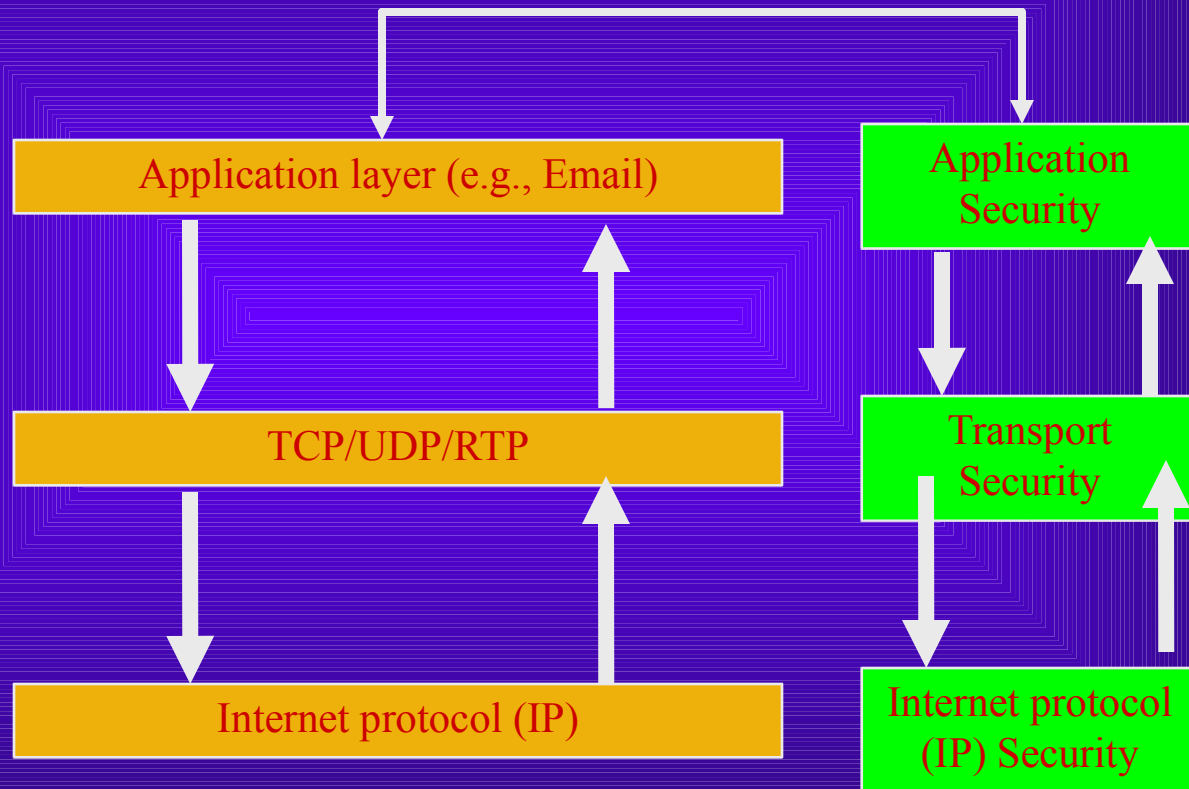 Application layer (e.g., Email)
Application
Security
TCP/UDP/RTP
Transport
Security
Internet protocol (IP)
Internet protocol
(IP) Security